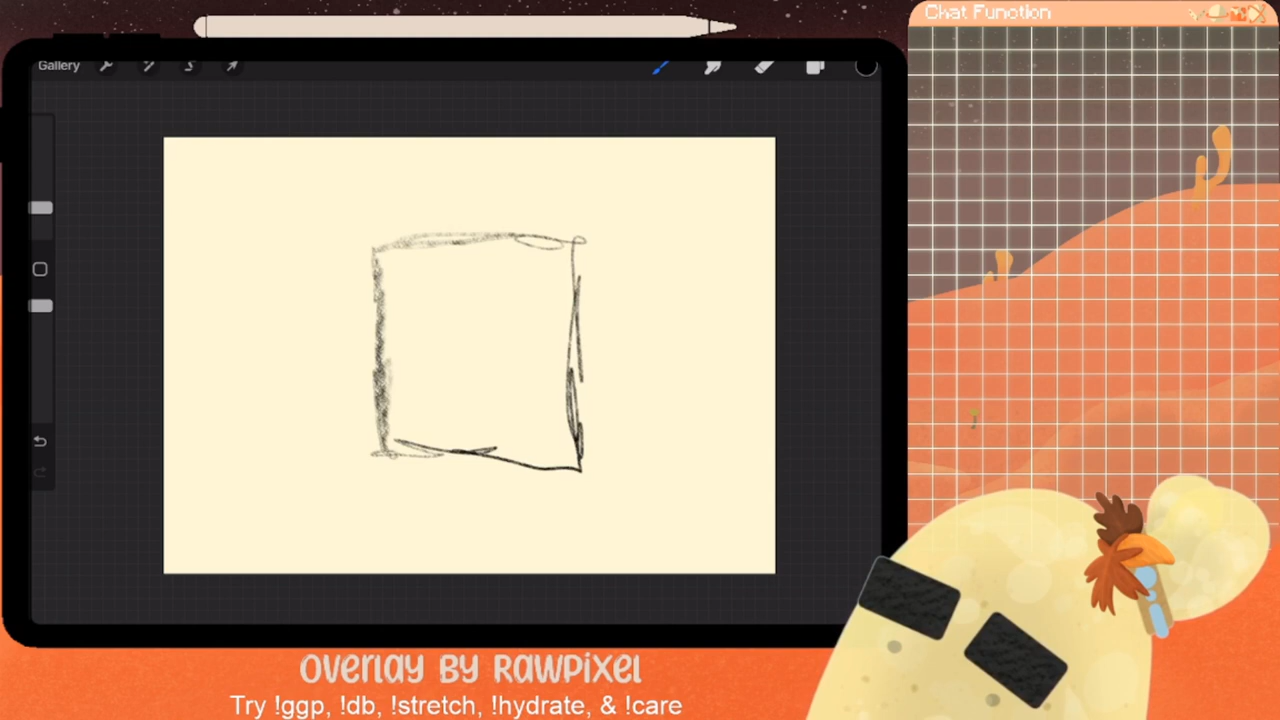 Chat Function
Gallery
Overlay by Rawpixel
Try !ggp, !db, !stretch, !hydrate, & !care